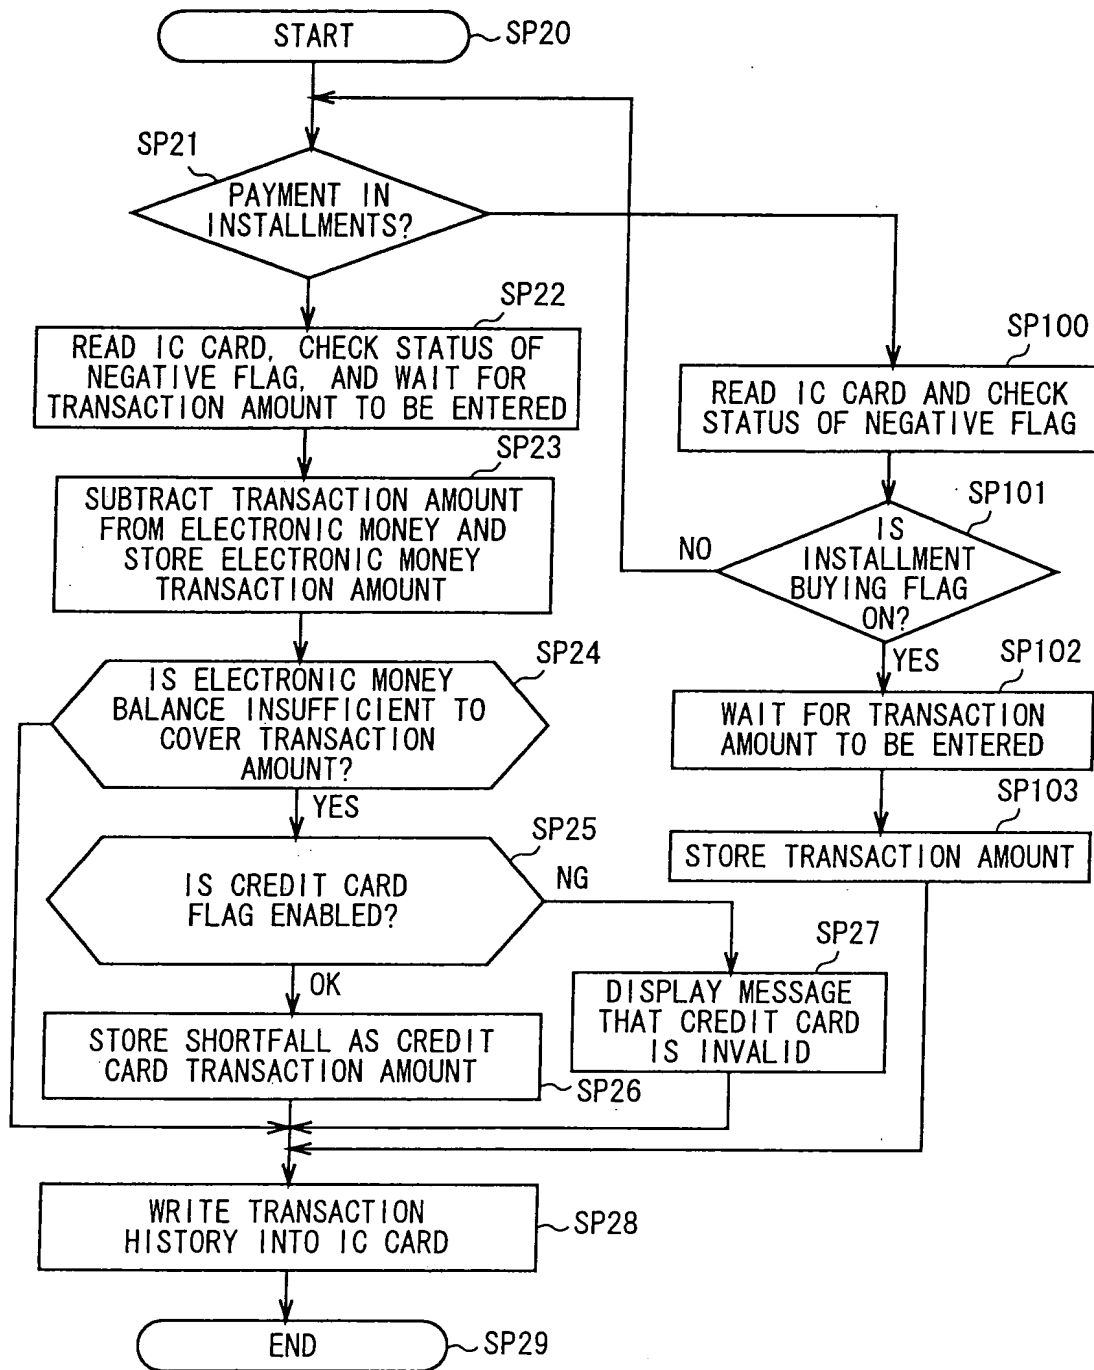 START
SP20
SP21
PAYMENT IN
INSTALLMENTS?
SP22
READ IC CARD, CHECK STATUS OF
NEGATIVE FLAG, AND WAIT FOR
TRANSACTION AMOUNT TO BE ENTERED
SP100
READ IC CARD AND CHECK
STATUS OF NEGATIVE FLAG
SP23
SUBTRACT TRANSACTION AMOUNT
FROM ELECTRONIC MONEY AND
STORE ELECTRONIC MONEY
TRANSACTION AMOUNT
SP101
IS
INSTALLMENT
BUYING FLAG
ON?
NO
YES
SP24
IS ELECTRONIC MONEY
BALANCE INSUFFICIENT TO
COVER TRANSACTION
AMOUNT?
YES
SP102
WAIT FOR TRANSACTION
AMOUNT TO BE ENTERED
SP25
IS CREDIT CARD
FLAG ENABLED?
NG
OK
SP103
STORE TRANSACTION AMOUNT
SP27
DISPLAY MESSAGE
THAT CREDIT CARD
IS INVALID
STORE SHORTFALL AS CREDIT
CARD TRANSACTION AMOUNT
SP26
WRITE TRANSACTION
HISTORY INTO IC CARD
SP28
END
SP29